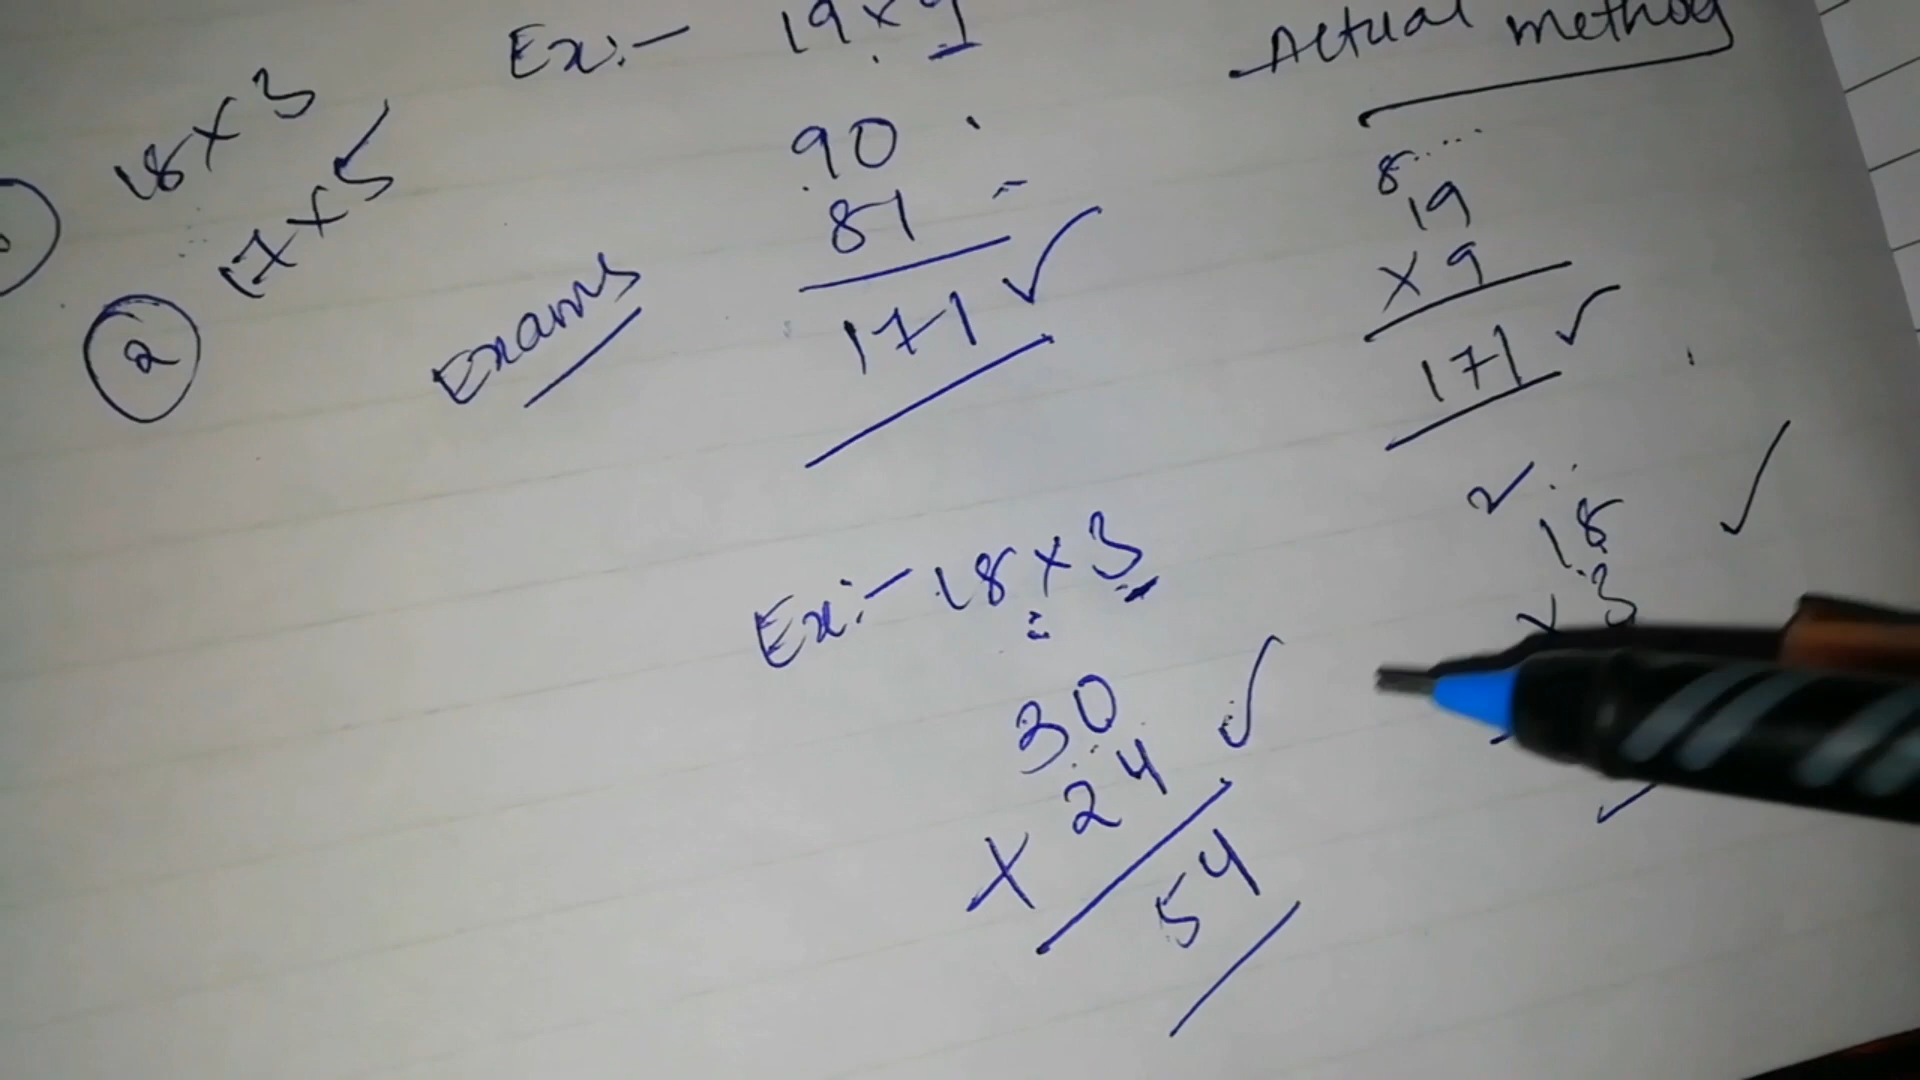 Ex:- 19 x 9
90
81
171 ✓
Actual method
8
19
x 9
171 ✓
18 x 3
17 x 5 ✓
2
Exams
Ex:- 18 x 3
30
24 ✓
x
54
2 ✓
18
x 3